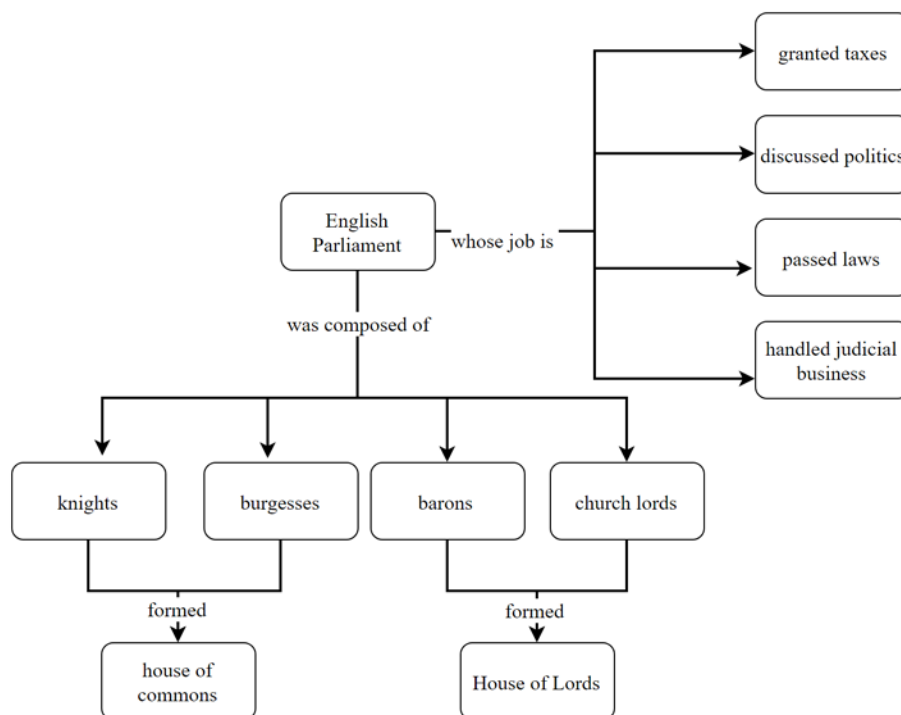 granted taxes
discussed politics
English
Parliament
whose job is
passed laws
was composed of
handled judicial
business
knights
burgesses
barons
church lords
formed
formed
house of
commons
House of Lords